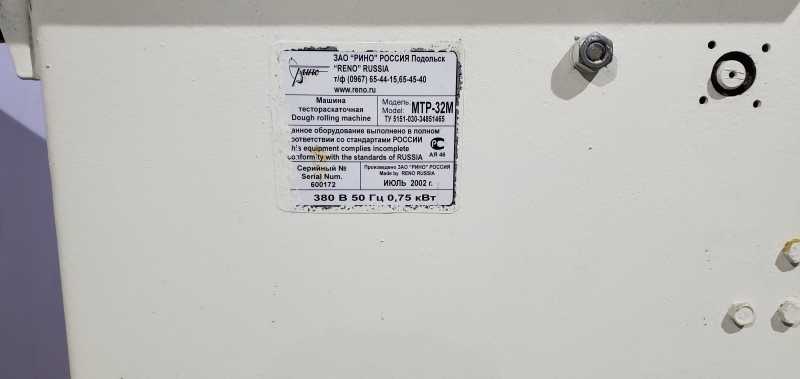 ЗАО "РИНО" РОССИЯ Подольск
"RENO" RUSSIA
т/ф (0967) 65-44-15,65-45-40
www.reno.ru
Машина
тестораскаточная
Dough rolling machine
Модель:
Model:
МТР-32М
ТУ 5151-030-34851465
анное оборудование выполнено в полном
оответствии со стандартами РОССИИ
his equipment complies incomplete
conformity with the standards of RUSSIA
АЯ 46
Серийный №
Serial Num.
600172
Произведено ЗАО "РИНО" РОССИЯ
Made by RENO RUSSIA
ИЮЛЬ 2002 г.
380 В 50 Гц 0,75 кВт